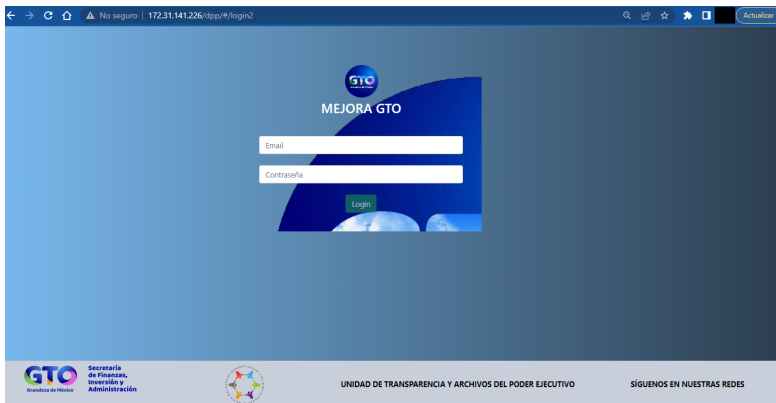 No seguro | 172.31.141.226/dpp/#/login2
Actualizar
GTO
MEJORA GTO
Email
Contraseña
Login
GTO
Grandeza de México
Secretaría
de Finanzas,
Inversión y
Administración
UNIDAD DE TRANSPARENCIA Y ARCHIVOS DEL PODER EJECUTIVO
SÍGUENOS EN NUESTRAS REDES